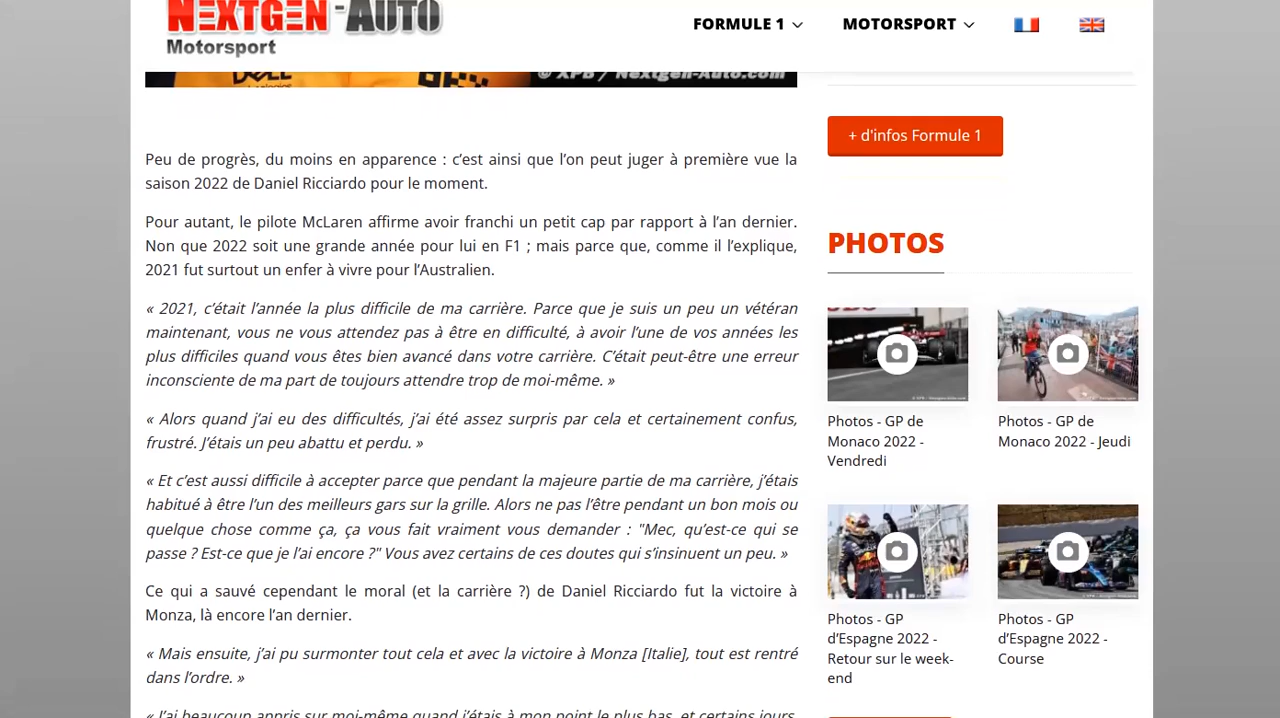 NEXTGEN-AUTO
Motorsport
FORMULE 1
MOTORSPORT
© XPB / Nextgen-Auto.com
Peu de progrès, du moins en apparence : c’est ainsi que l’on peut juger à première vue la
saison 2022 de Daniel Ricciardo pour le moment.
Pour autant, le pilote McLaren affirme avoir franchi un petit cap par rapport à l’an dernier.
Non que 2022 soit une grande année pour lui en F1 ; mais parce que, comme il l’explique,
2021 fut surtout un enfer à vivre pour l’Australien.
« 2021, c’était l’année la plus difficile de ma carrière. Parce que je suis un peu un vétéran
maintenant, vous ne vous attendez pas à être en difficulté, à avoir l’une de vos années les
plus difficiles quand vous êtes bien avancé dans votre carrière. C’était peut-être une erreur
inconsciente de ma part de toujours attendre trop de moi-même. »
« Alors quand j’ai eu des difficultés, j’ai été assez surpris par cela et certainement confus,
frustré. J’étais un peu abattu et perdu. »
« Et c’est aussi difficile à accepter parce que pendant la majeure partie de ma carrière, j’étais
habitué à être l’un des meilleurs gars sur la grille. Alors ne pas l’être pendant un bon mois ou
quelque chose comme ça, ça vous fait vraiment vous demander : "Mec, qu’est-ce qui se
passe ? Est-ce que je l’ai encore ?" Vous avez certains de ces doutes qui s’insinuent un peu. »
Ce qui a sauvé cependant le moral (et la carrière ?) de Daniel Ricciardo fut la victoire à
Monza, là encore l’an dernier.
« Mais ensuite, j’ai pu surmonter tout cela et avec la victoire à Monza [Italie], tout est rentré
dans l’ordre. »
« J’ai beaucoup appris sur moi-même quand j’étais à mon point le plus bas, et certains jours,
+ d'infos Formule 1
PHOTOS
Photos - GP de
Monaco 2022 -
Vendredi
Photos - GP de
Monaco 2022 - Jeudi
Photos - GP
d’Espagne 2022 -
Retour sur le week-
end
Photos - GP
d’Espagne 2022 -
Course